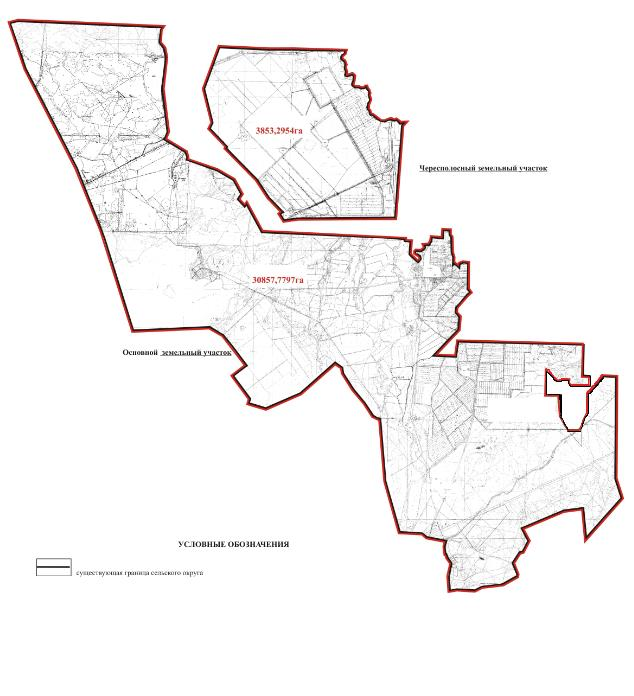 3853,2954га
Чересполосный земельный участок
30857,7797га
Основной земельный участок
УСЛОВНЫЕ ОБОЗНАЧЕНИЯ
существующая граница сельского округа